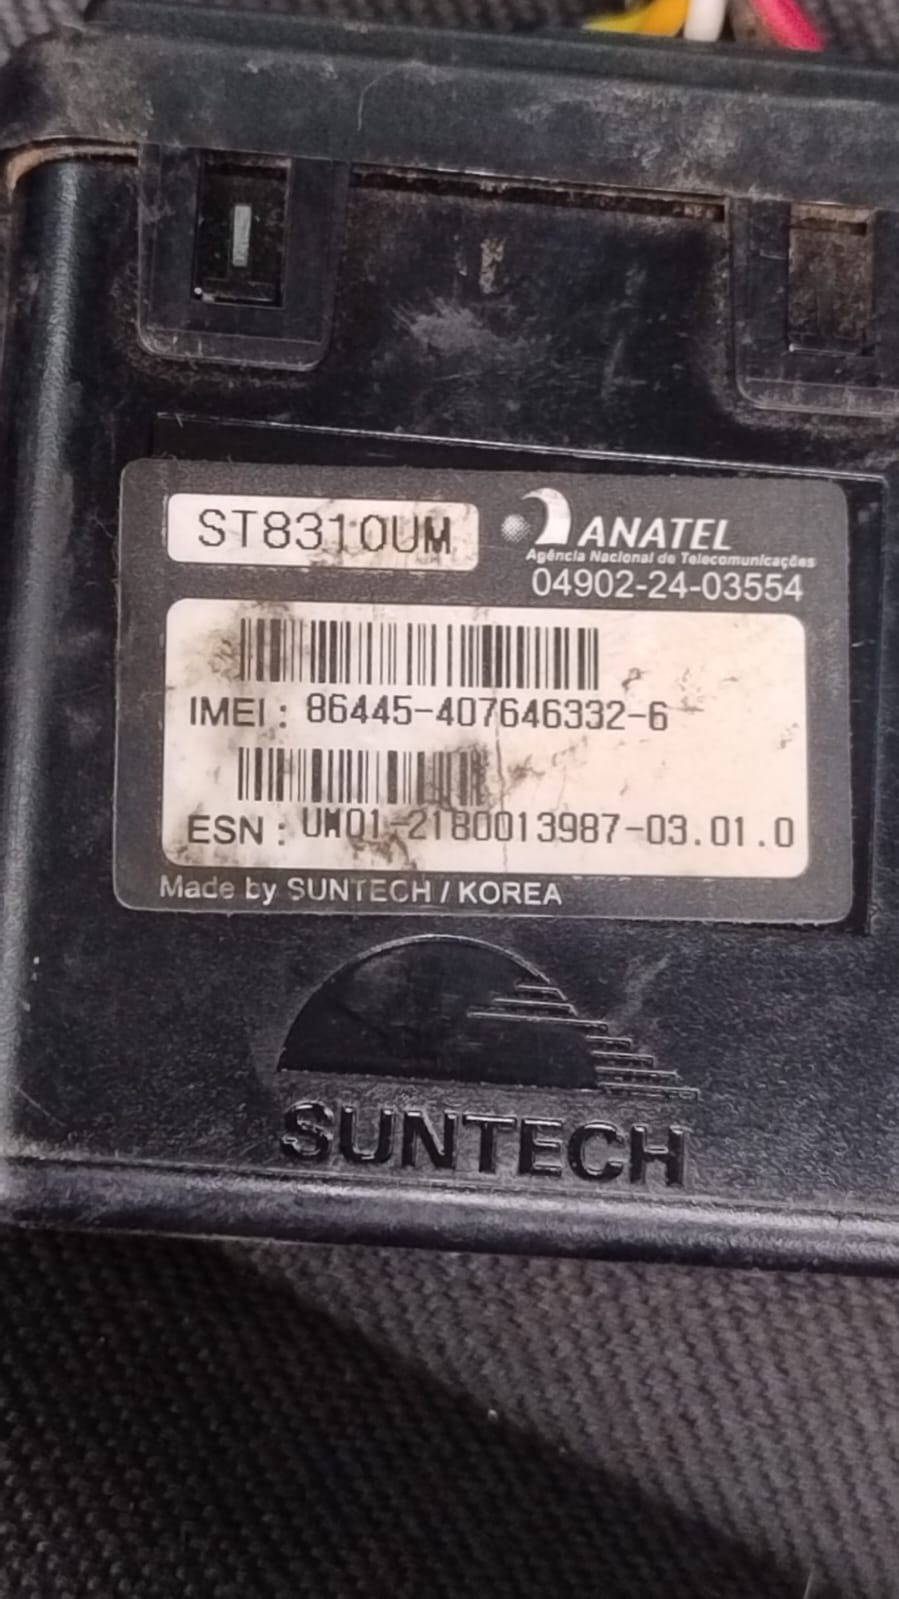 ST8310UM
ANATEL
Agência Nacional de Telecomunicações
04902-24-03554
IMEI: 86445-407646332-6
ESN: UM01-2180013987-03.01.0
Made by SUNTECH / KOREA
SUNTECH